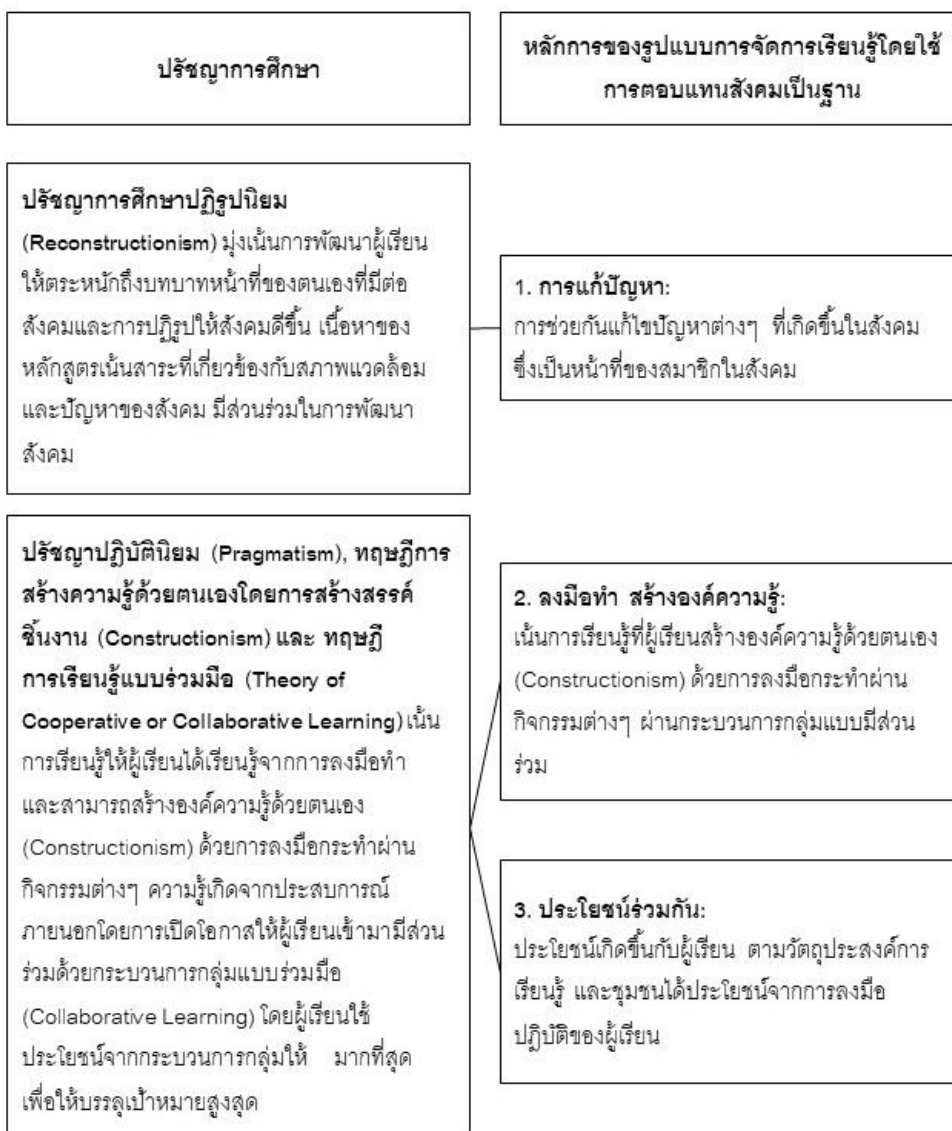 ปรัชญาการศึกษา
หลักการของรูปแบบการจัดการเรียนรู้โดยใช้
การตอบแทนสังคมเป็นฐาน
ปรัชญาการศึกษาปฏิรูปนิยม
(Reconstructionism) มุ่งเน้นการพัฒนาผู้เรียน
ให้ตระหนักถึงบทบาทหน้าที่ของตนเองที่มีต่อ
สังคมและการปฏิรูปให้สังคมดีขึ้น เนื้อหาของ
หลักสูตรเน้นสาระที่เกี่ยวข้องกับสภาพแวดล้อม
และปัญหาของสังคม มีส่วนร่วมในการพัฒนา
สังคม
1. การแก้ปัญหา:
การช่วยกันแก้ไขปัญหาต่างๆ ที่เกิดขึ้นในสังคม
ซึ่งเป็นหน้าที่ของสมาชิกในสังคม
ปรัชญาปฏิบัตินิยม (Pragmatism), ทฤษฎีการ
สร้างความรู้ด้วยตนเองโดยการสร้างสรรค์
ชิ้นงาน (Constructionism) และ ทฤษฎี
การเรียนรู้แบบร่วมมือ (Theory of
Cooperative or Collaborative Learning) เน้น
การเรียนรู้ให้ผู้เรียนได้เรียนรู้จากการลงมือทำ
และสามารถสร้างองค์ความรู้ด้วยตนเอง
(Constructionism) ด้วยการลงมือกระทำผ่าน
กิจกรรมต่างๆ ความรู้เกิดจากประสบการณ์
ภายนอกโดยการเปิดโอกาสให้ผู้เรียนเข้ามามีส่วน
ร่วมด้วยกระบวนการกลุ่มแบบร่วมมือ
(Collaborative Learning) โดยผู้เรียนใช้
ประโยชน์จากกระบวนการกลุ่มให้ มากที่สุด
เพื่อให้บรรลุเป้าหมายสูงสุด
2. ลงมือทำ สร้างองค์ความรู้:
เน้นการเรียนรู้ที่ผู้เรียนสร้างองค์ความรู้ด้วยตนเอง
(Constructionism) ด้วยการลงมือกระทำผ่าน
กิจกรรมต่างๆ ผ่านกระบวนการกลุ่มแบบมีส่วน
ร่วม
3. ประโยชน์ร่วมกัน:
ประโยชน์เกิดขึ้นกับผู้เรียน ตามวัตถุประสงค์การ
เรียนรู้ และชุมชนได้ประโยชน์จากการลงมือ
ปฏิบัติของผู้เรียน